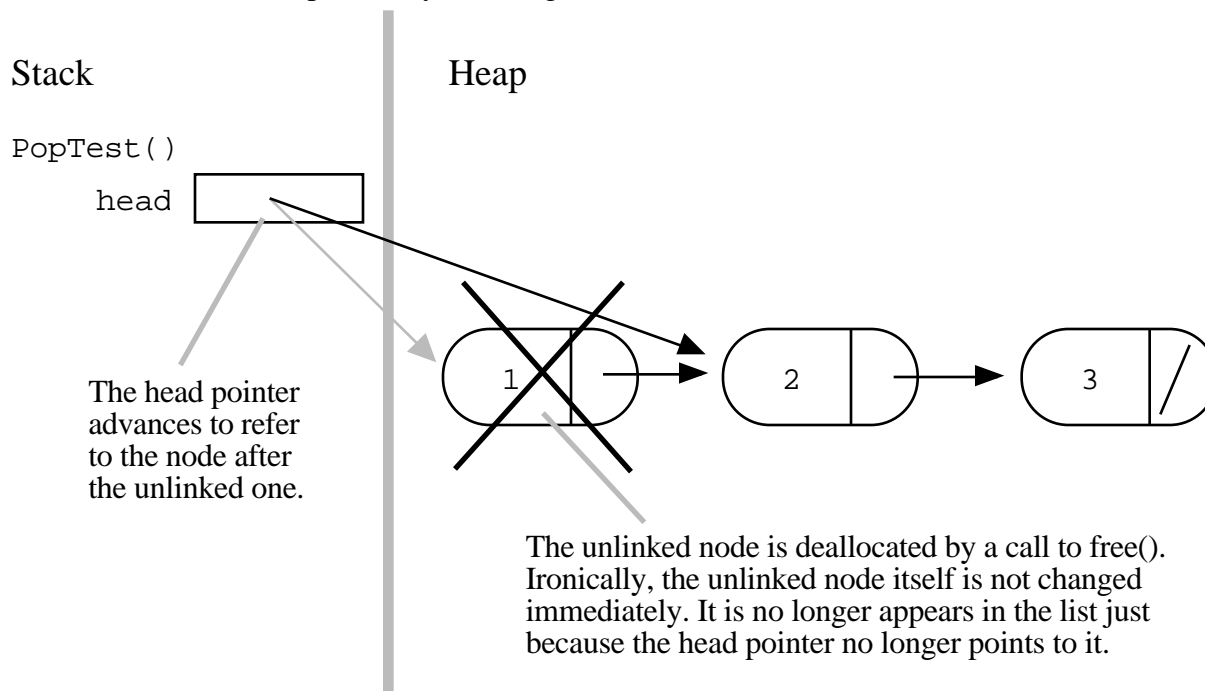 Stack
Heap
PopTest()
head
1
2
3
The head pointer
advances to refer
to the node after
the unlinked one.
The unlinked node is deallocated by a call to free().
Ironically, the unlinked node itself is not changed
immediately. It is no longer appears in the list just
because the head pointer no longer points to it.